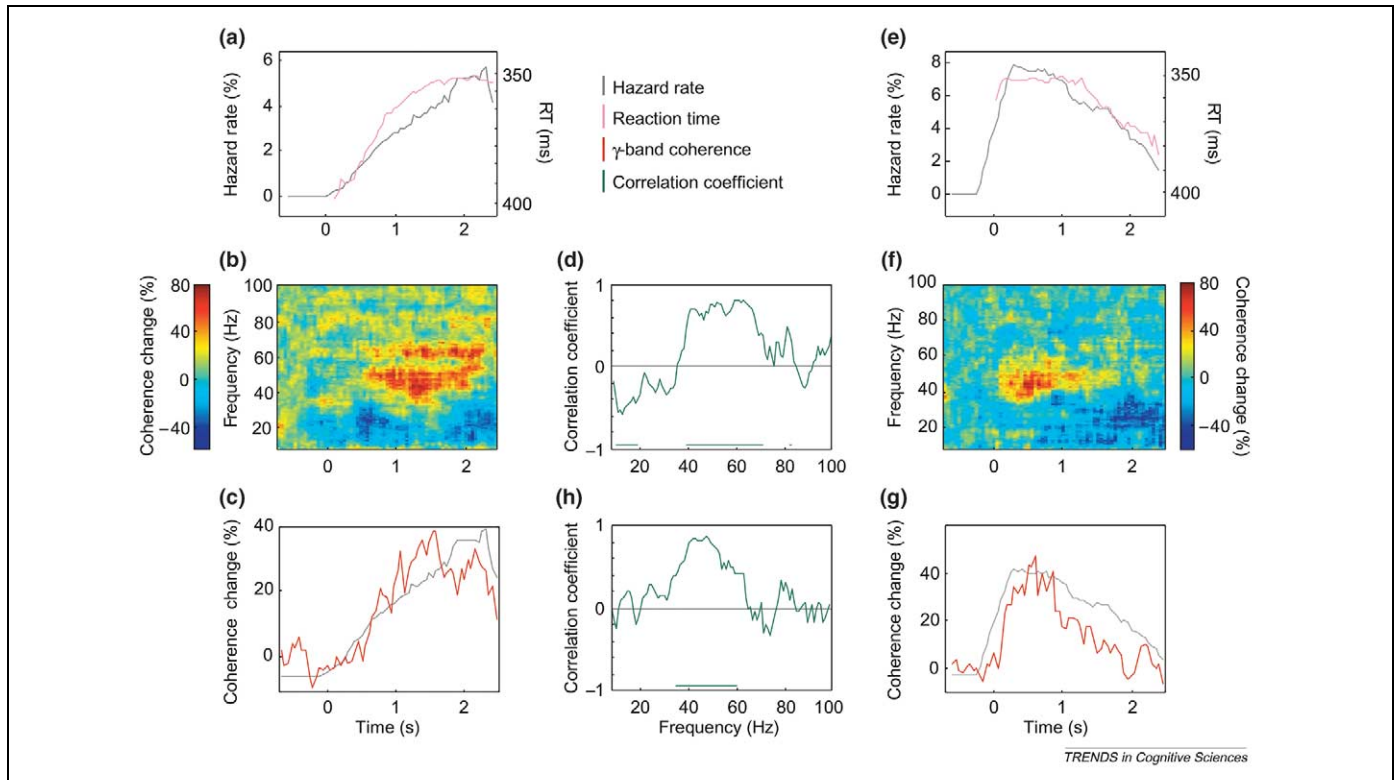 (a)
Hazard rate (%)
6
4
2
0
0 1 2
350
400
RT (ms)
Hazard rate
Reaction time
γ-band coherence
Correlation coefficient
(e)
Hazard rate (%)
8
6
4
2
0
0 1 2
350
400
RT (ms)
(b)
Coherence change (%)
80
40
0
−40
Frequency (Hz)
100
80
60
40
20
0 1 2
(d)
Correlation coefficient
1
0
−1
20 40 60 80 100
(f)
Frequency (Hz)
100
80
60
40
20
0 1 2
80
40
0
−40
Coherence change (%)
(c)
Coherence change (%)
40
20
0
0 1 2
Time (s)
(h)
Correlation coefficient
1
0
−1
20 40 60 80 100
Frequency (Hz)
(g)
Coherence change (%)
40
20
0
0 1 2
Time (s)
TRENDS in Cognitive Sciences